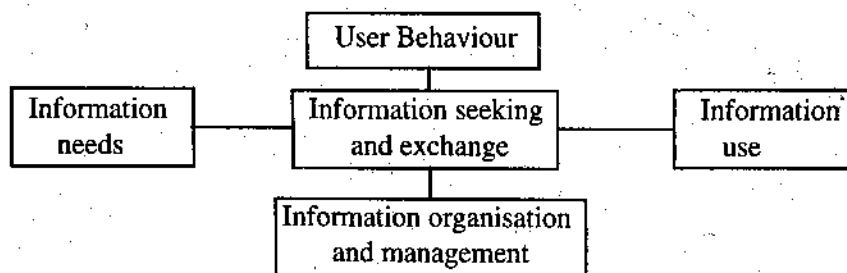 User Behaviour
Information
needs
Information seeking
and exchange
Information
use
Information organisation
and management